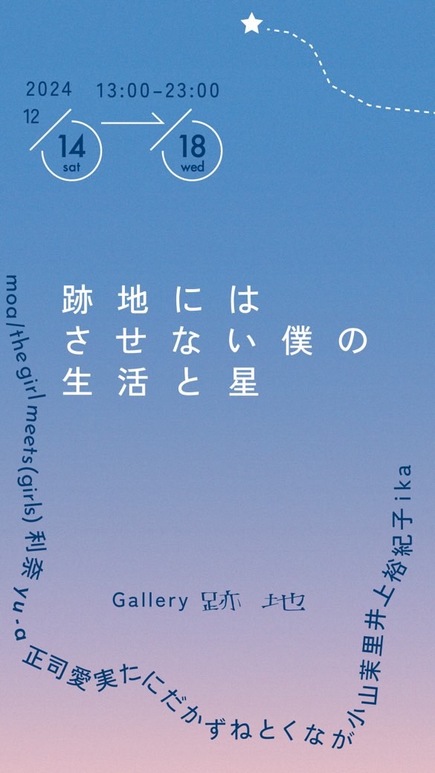 2024 13:00–23:00
12
14 18
sat wed
跡地には
させない僕の
生活と星
moa/the girl meets(girls) 利奈 yu-a 正司愛実たにだかずねとくなが小山茉里井上裕紀子ika
Gallery 跡地